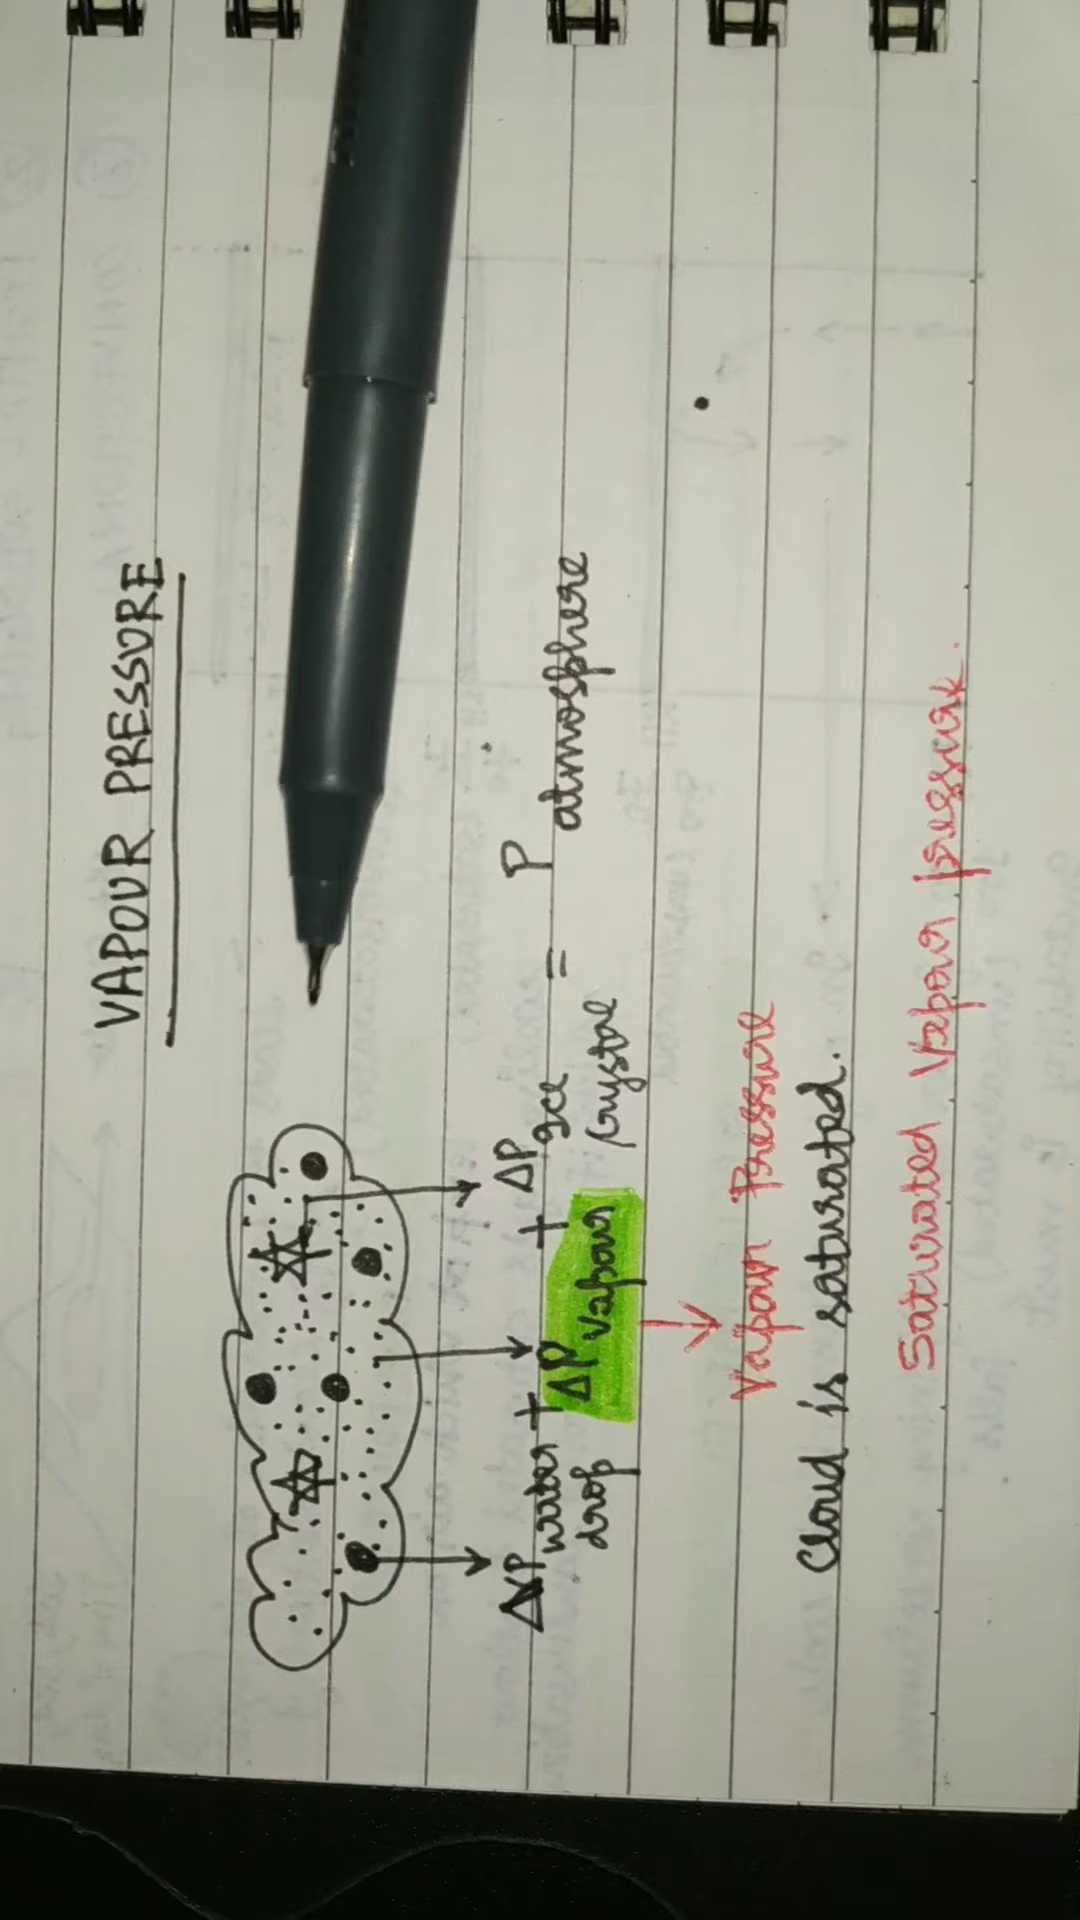 VAPOUR PRESSURE
ΔP water drop + ΔP vapour + ΔP Ice Crystal = P atmosphere
Vapour Pressure
Cloud is saturated.
Saturated Vapour pressure.